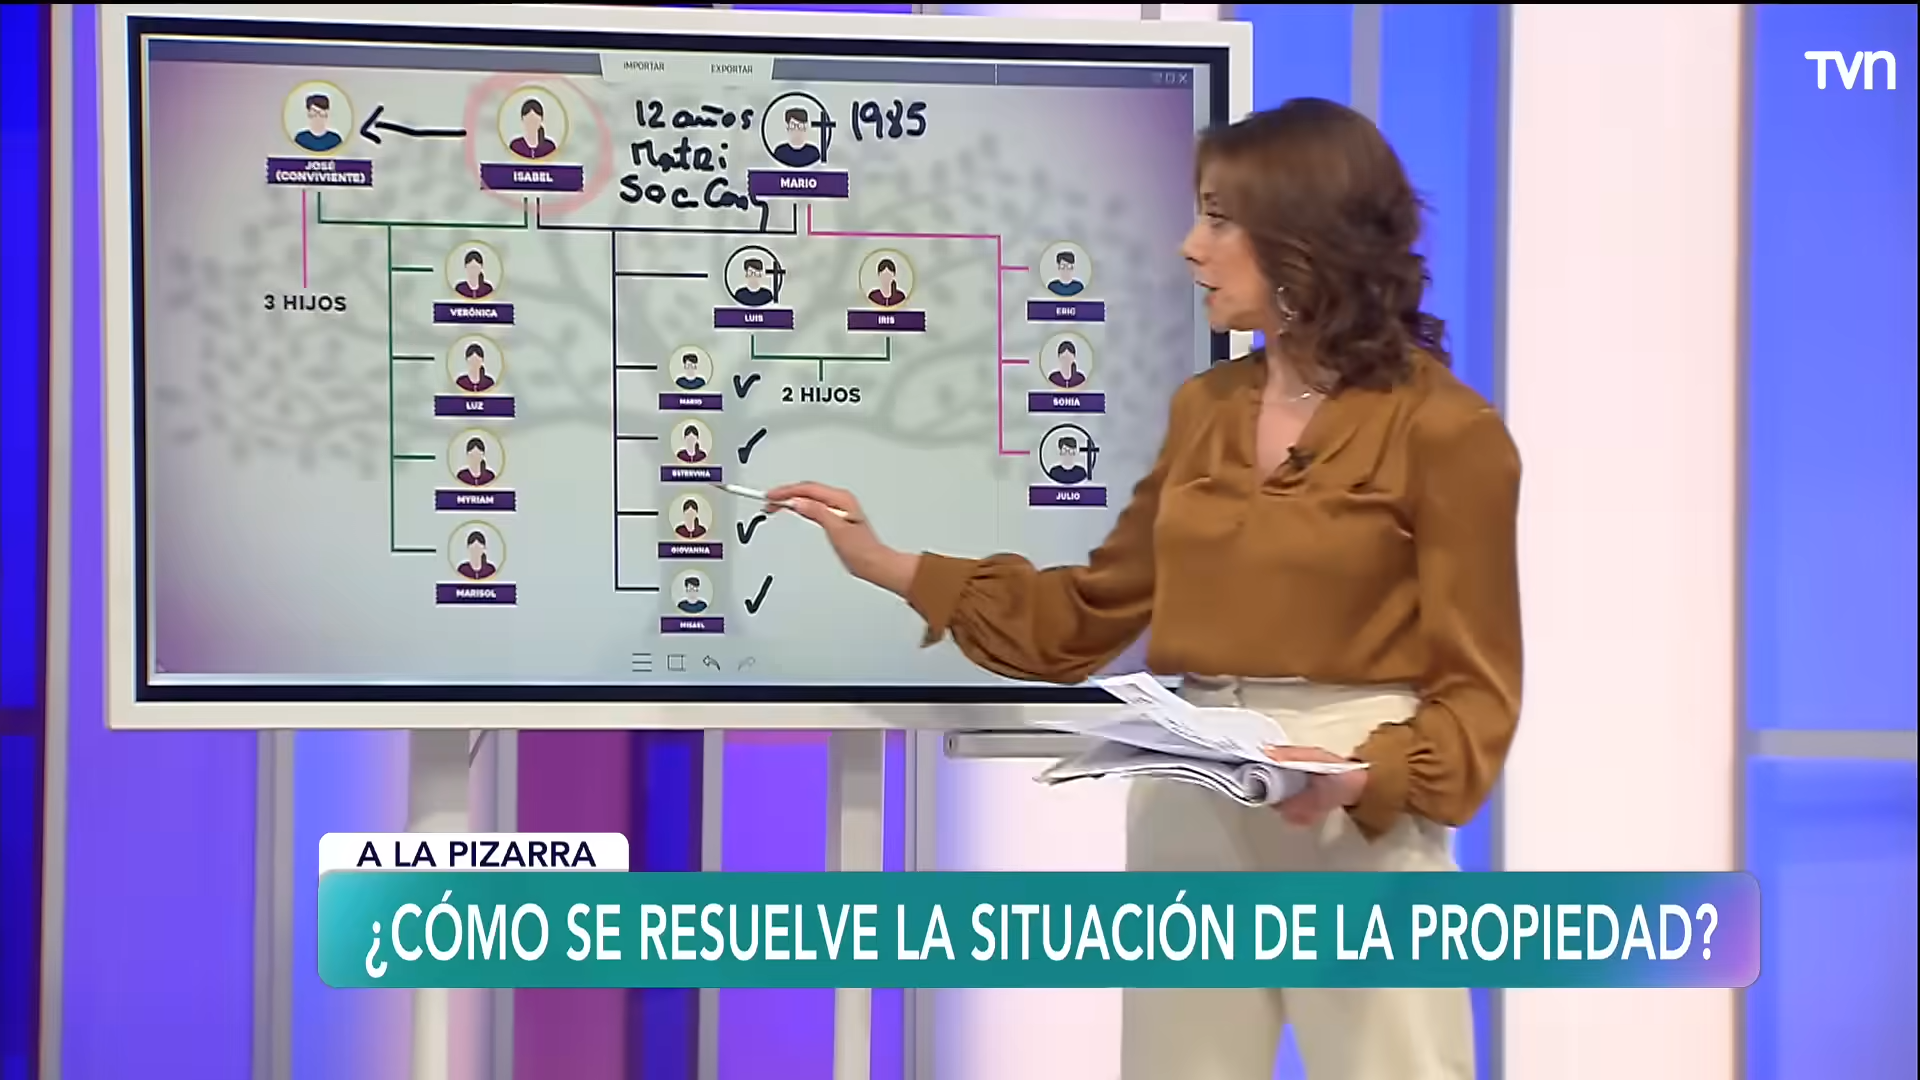 TVN
IMPORTAR EXPORTAR
12 años
Matri
Soc Cony
1985
JOSÉ
(CONVIVIENTE)
ISABEL
MARIO
3 HIJOS
VERÓNICA
LUZ
MYRIAM
MARISOL
LUIS
IRIS
2 HIJOS
MARIO
ESTERVINA
GIOVANNA
MISAEL
ERIC
SONIA
JULIO
A LA PIZARRA
¿CÓMO SE RESUELVE LA SITUACIÓN DE LA PROPIEDAD?